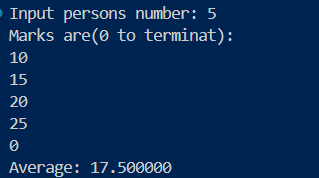 Input persons number: 5
Marks are(0 to terminat):
10
15
20
25
0
Average: 17.500000